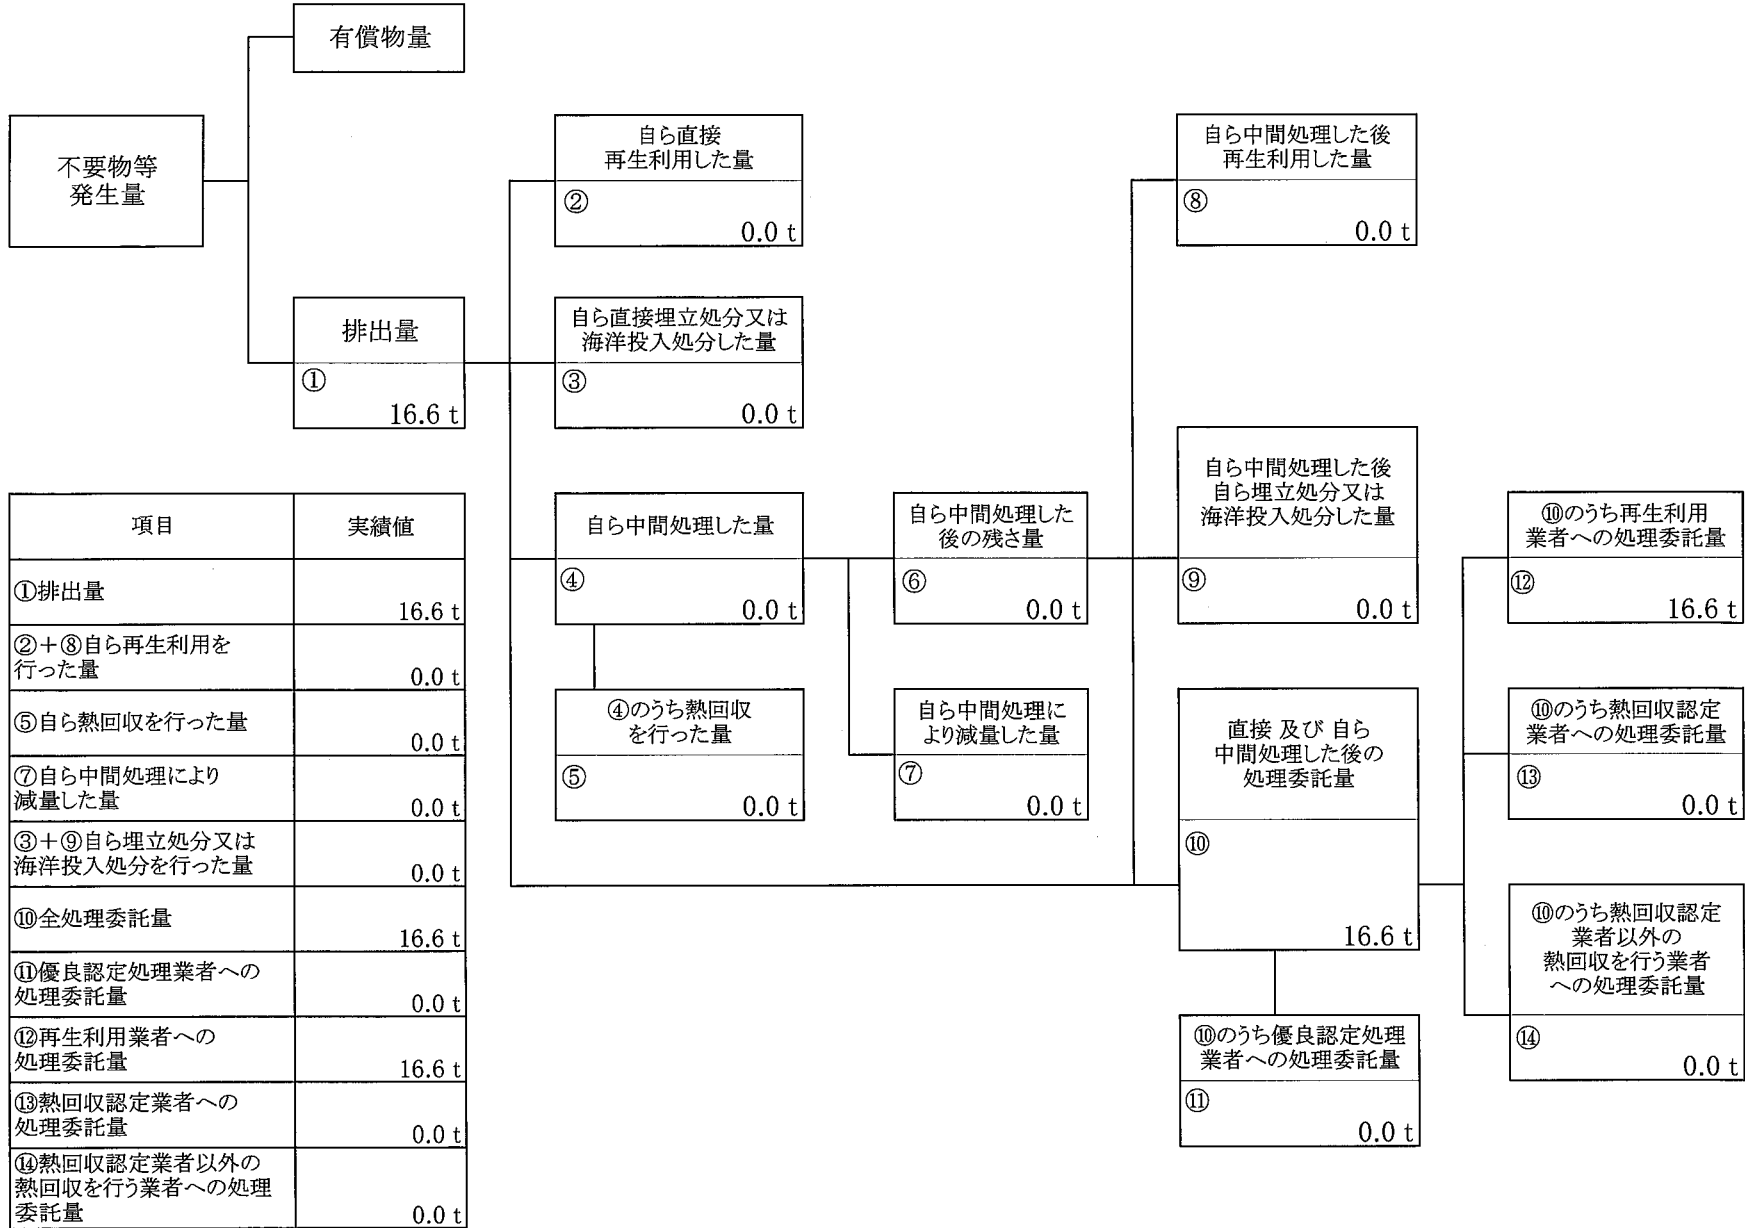 有償物量
不要物等
発生量
排出量
①
16.6 t
自ら直接
再生利用した量
②
0.0 t
自ら直接埋立処分又は
海洋投入処分した量
③
0.0 t
自ら中間処理した量
④
0.0 t
④のうち熱回収
を行った量
⑤
0.0 t
自ら中間処理した
後の残さ量
⑥
0.0 t
自ら中間処理に
より減量した量
⑦
0.0 t
自ら中間処理した後
再生利用した量
⑧
0.0 t
自ら中間処理した後
自ら埋立処分又は
海洋投入処分した量
⑨
0.0 t
直接 及び 自ら
中間処理した後の
処理委託量
⑩
16.6 t
⑩のうち優良認定処理
業者への処理委託量
⑪
0.0 t
⑩のうち再生利用
業者への処理委託量
⑫
16.6 t
⑩のうち熱回収認定
業者への処理委託量
⑬
0.0 t
⑩のうち熱回収認定
業者以外の
熱回収を行う業者
への処理委託量
⑭
0.0 t
項目 実績値
①排出量
16.6 t
②+⑧自ら再生利用を
行った量
0.0 t
⑤自ら熱回収を行った量
0.0 t
⑦自ら中間処理により
減量した量
0.0 t
③+⑨自ら埋立処分又は
海洋投入処分を行った量
0.0 t
⑩全処理委託量
16.6 t
⑪優良認定処理業者への
処理委託量
0.0 t
⑫再生利用業者への
処理委託量
16.6 t
⑬熱回収認定業者への
処理委託量
0.0 t
⑭熱回収認定業者以外の
熱回収を行う業者への処理
委託量
0.0 t